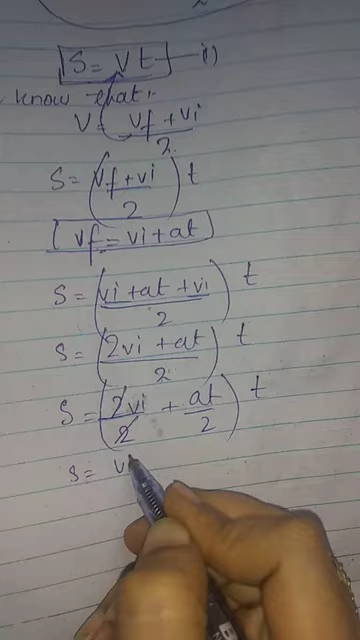 S = vt — i)
know that:
V = vf + vi / 2
S = (vf + vi / 2) t
vf = vi + at
S = (vi + at + vi / 2) t
S = (2vi + at / 2) t
S = (2vi / 2 + at / 2) t
S = v